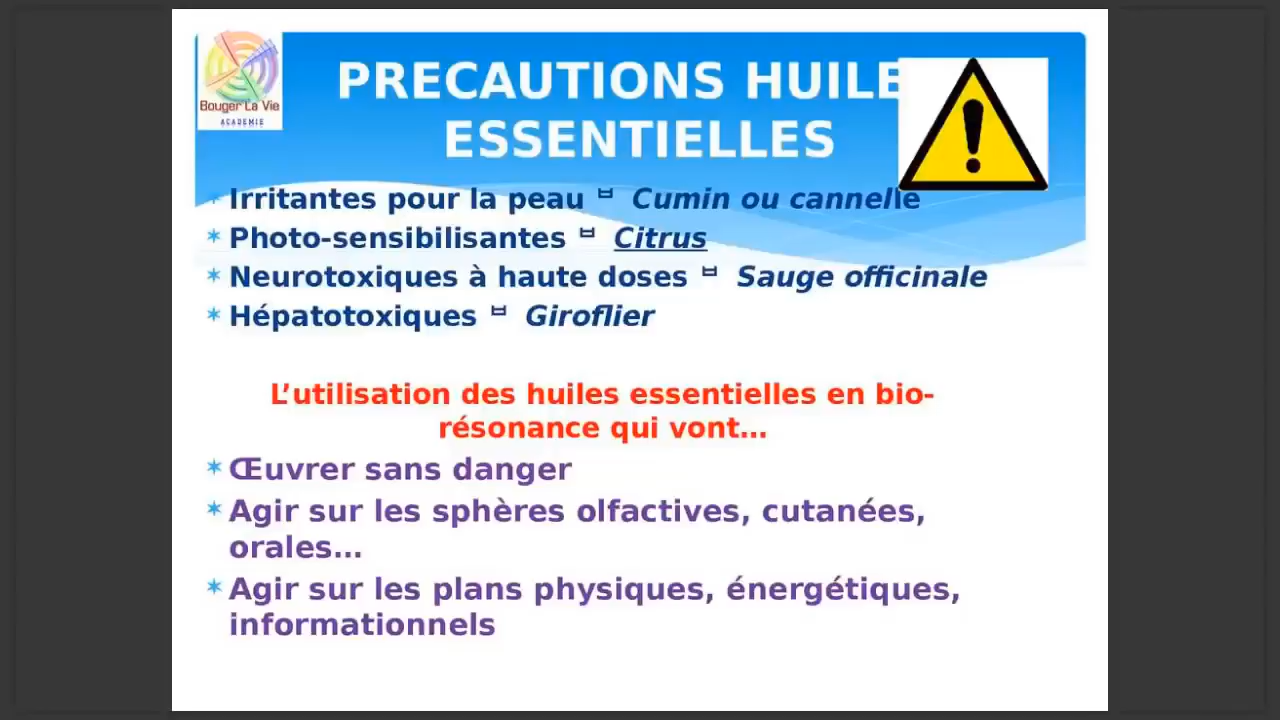 Bouger La Vie
ACADEMIE
PRECAUTIONS HUILE
ESSENTIELLES
Irritantes pour la peau Cumin ou cannelle
Photo-sensibilisantes Citrus
Neurotoxiques à haute doses Sauge officinale
Hépatotoxiques Giroflier
L’utilisation des huiles essentielles en bio-
résonance qui vont…
Œuvrer sans danger
Agir sur les sphères olfactives, cutanées,
orales…
Agir sur les plans physiques, énergétiques,
informationnels